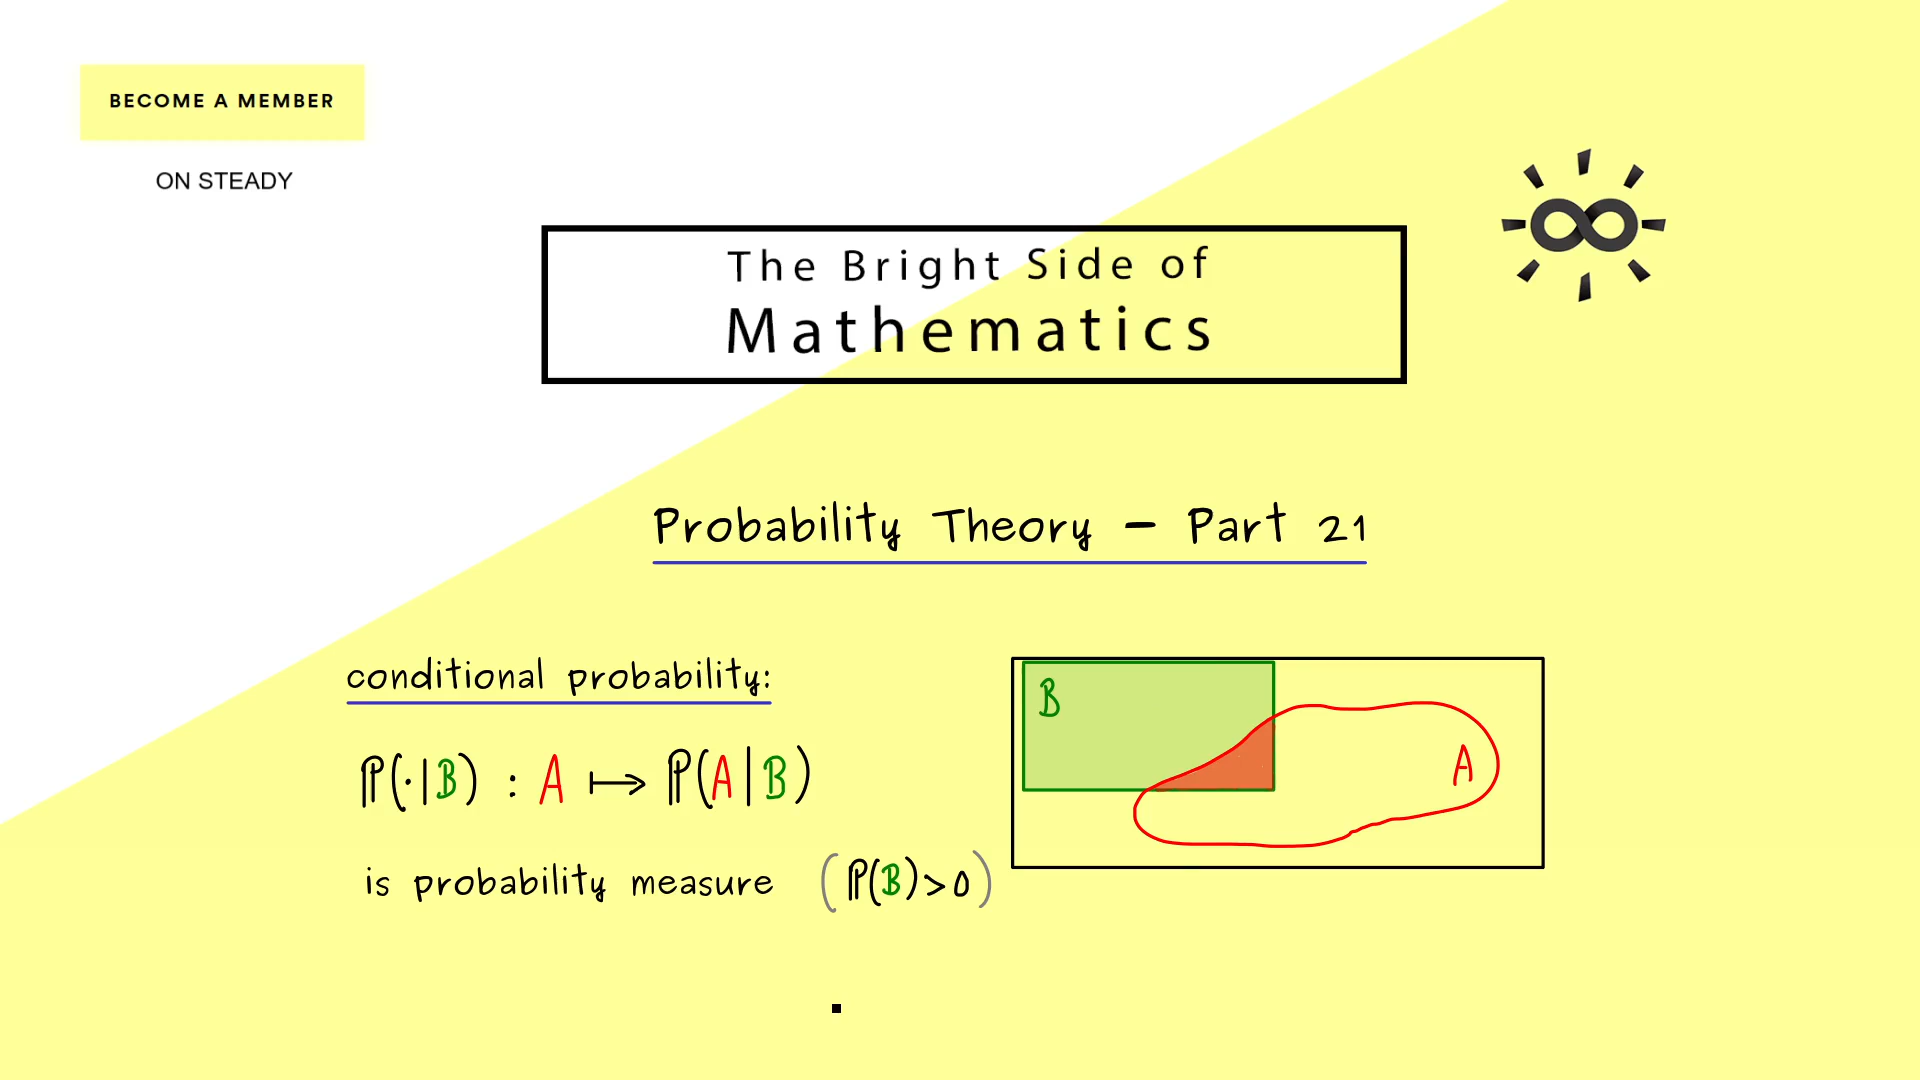 BECOME A MEMBER
ON STEADY
The Bright Side of
Mathematics
Probability Theory – Part 21
conditional probability:
ℙ(·|B) : A ⟼ ℙ(A|B)
is probability measure (ℙ(B)>0)
B
A